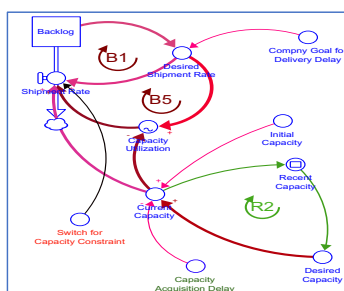 Backlog
B1
Desired
Shipment Rate
Compny Goal fo
Delivery Delay
Shipment Rate
B5
Capacity
Utilization
Initial
Capacity
Recent
Capacity
R2
Current
Capacity
Switch for
Capacity Constraint
Capacity
Acquisition Delay
Desired
Capacity